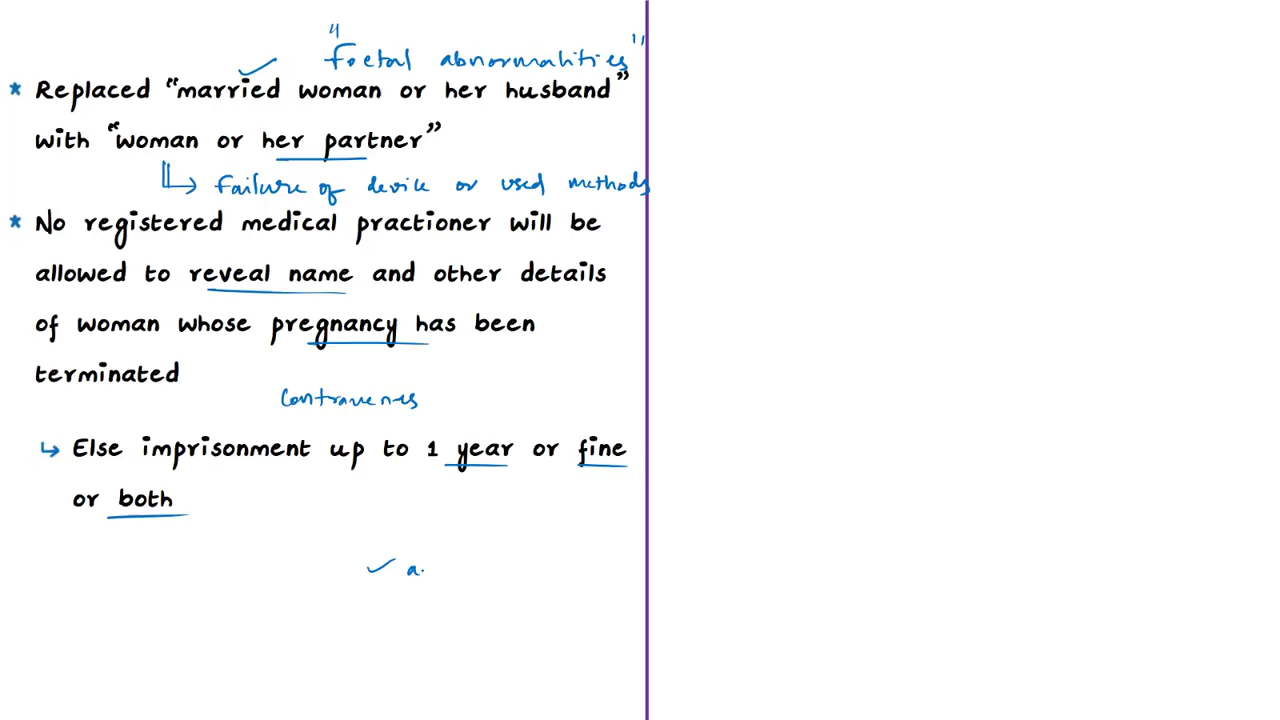 "foetal abnormalities"
* Replaced "married woman or her husband"
with "woman or her partner"
↳ failure of device or used methods
* No registered medical practioner will be
allowed to reveal name and other details
of woman whose pregnancy has been
terminated
contravenes
↳ Else imprisonment up to 1 year or fine
or both
✓ a.